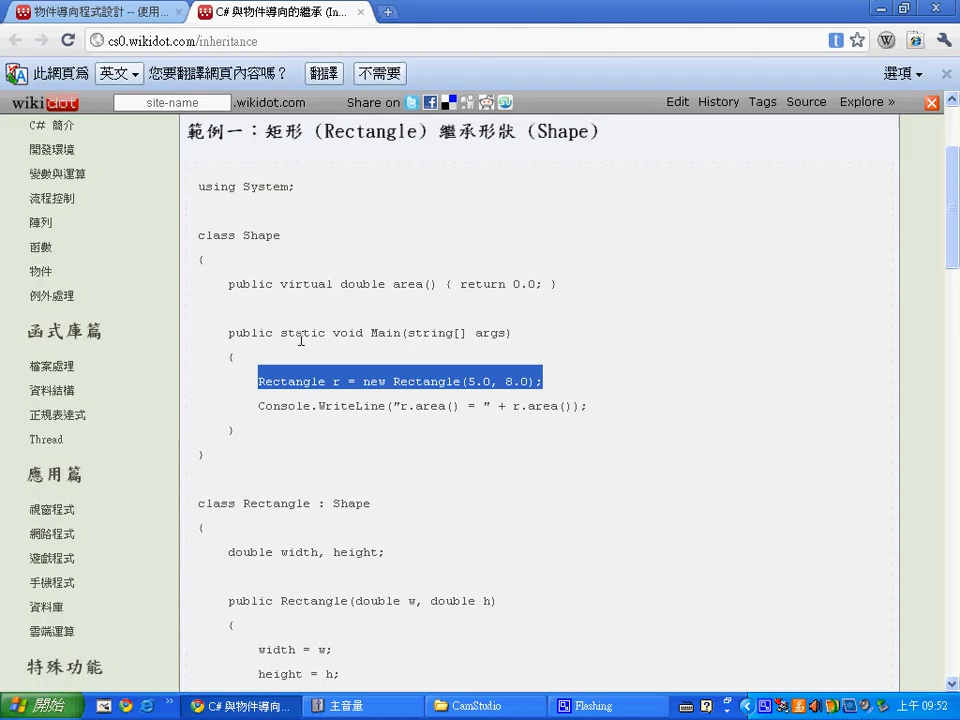 物件導向程式設計 -- 使用...
C# 與物件導向的繼承 (In...
cs0.wikidot.com/inheritance
此網頁為 英文 您要翻譯網頁內容嗎？ 翻譯 不需要 選項
wikidot site-name .wikidot.com Share on Edit History Tags Source Explore »
C# 簡介
開發環境
變數與運算
流程控制
陣列
函數
物件
例外處理
函式庫篇
檔案處理
資料結構
正規表達式
Thread
應用篇
視窗程式
網路程式
遊戲程式
手機程式
資料庫
雲端運算
特殊功能
範例一：矩形 (Rectangle) 繼承形狀 (Shape)
using System;
class Shape
{
public virtual double area() { return 0.0; }
public static void Main(string[] args)
{
Rectangle r = new Rectangle(5.0, 8.0);
Console.WriteLine("r.area() = " + r.area());
}
}
class Rectangle : Shape
{
double width, height;
public Rectangle(double w, double h)
{
width = w;
height = h;
開始 C# 與物件導向... 主音量 CamStudio Flashing 上午 09:52